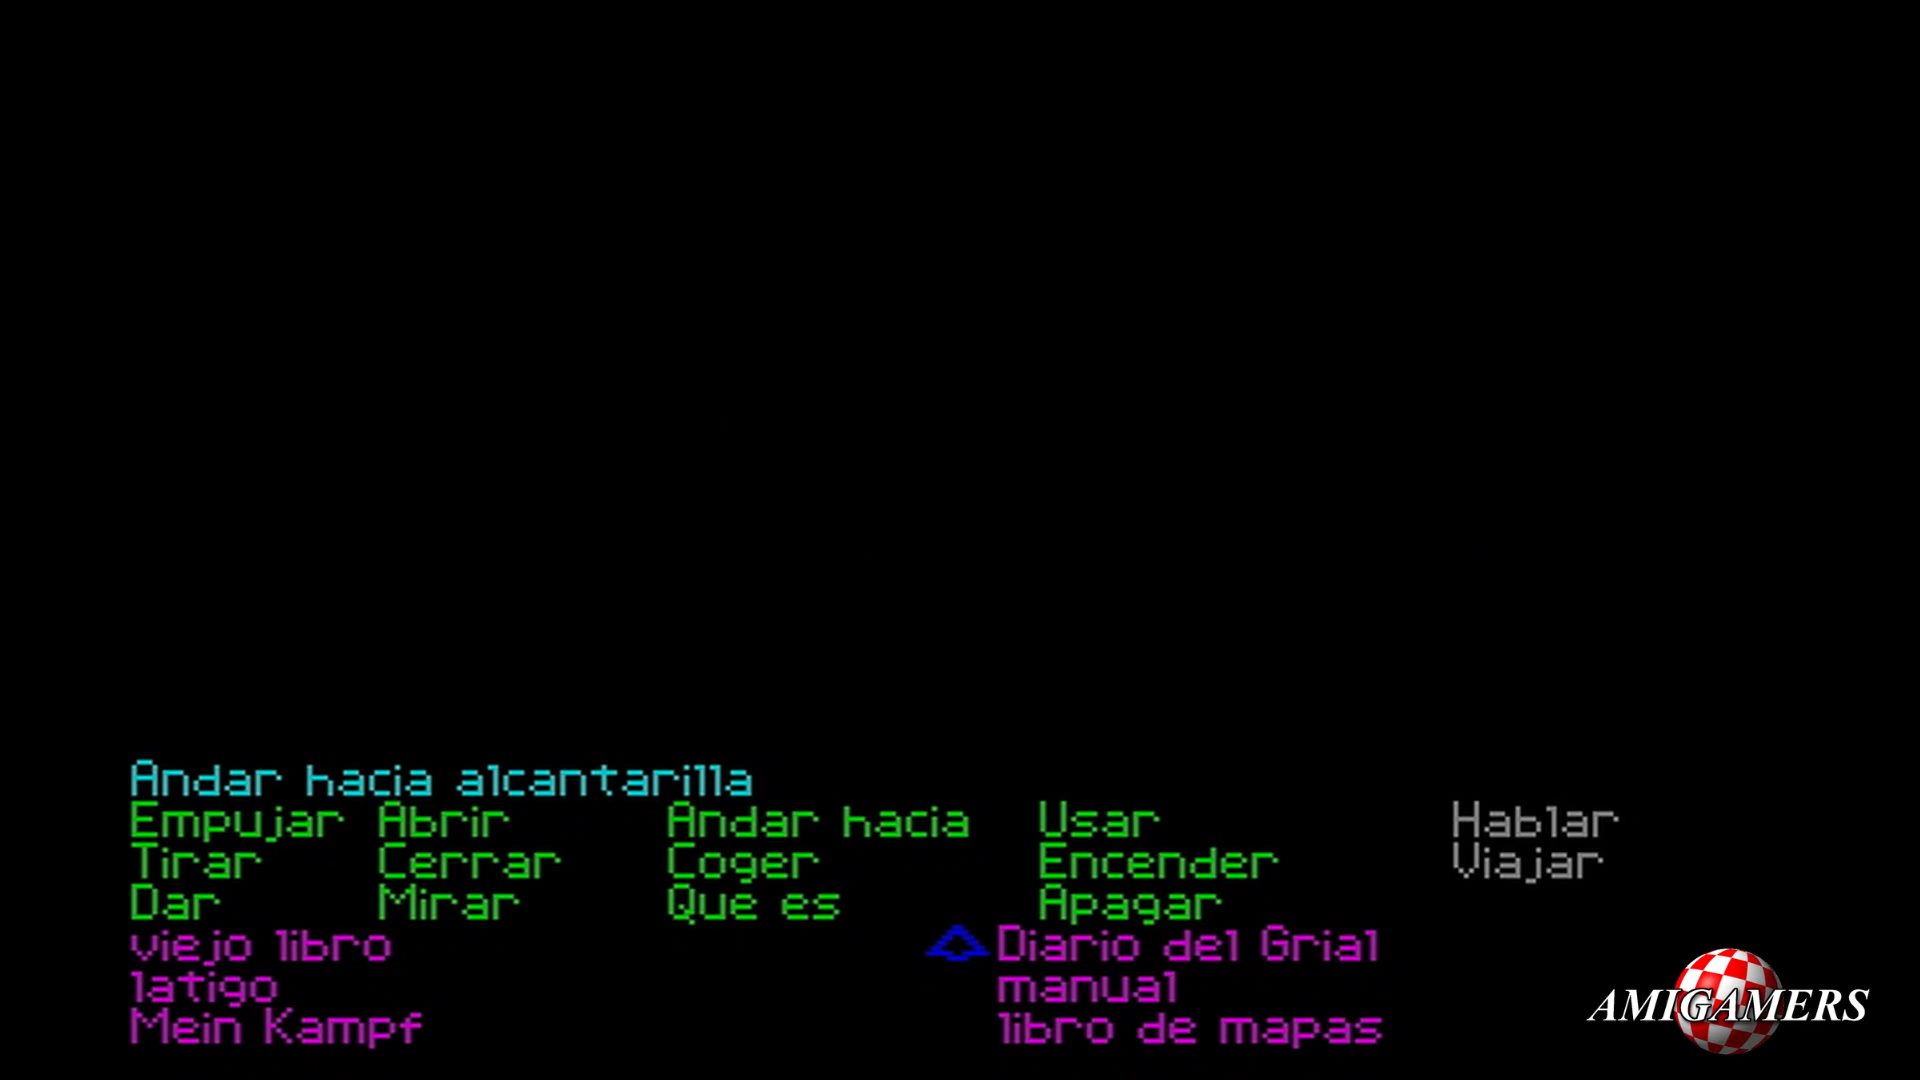 Andar hacia alcantarilla
Empujar Abrir Andar hacia Usar Hablar
Tirar Cerrar Coger Encender Viajar
Dar Mirar Que es Apagar
viejo libro Diario del Grial
latigo manual
Mein Kampf libro de mapas
AMIGAMERS